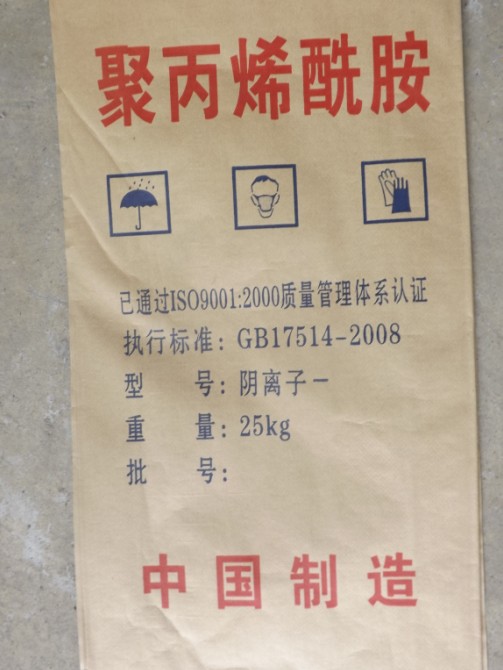 聚丙烯酰胺
已通过ISO9001:2000质量管理体系认证
执行标准：GB17514-2008
型　　号：阴离子－
重　　量：25kg
批　　号：
中国制造